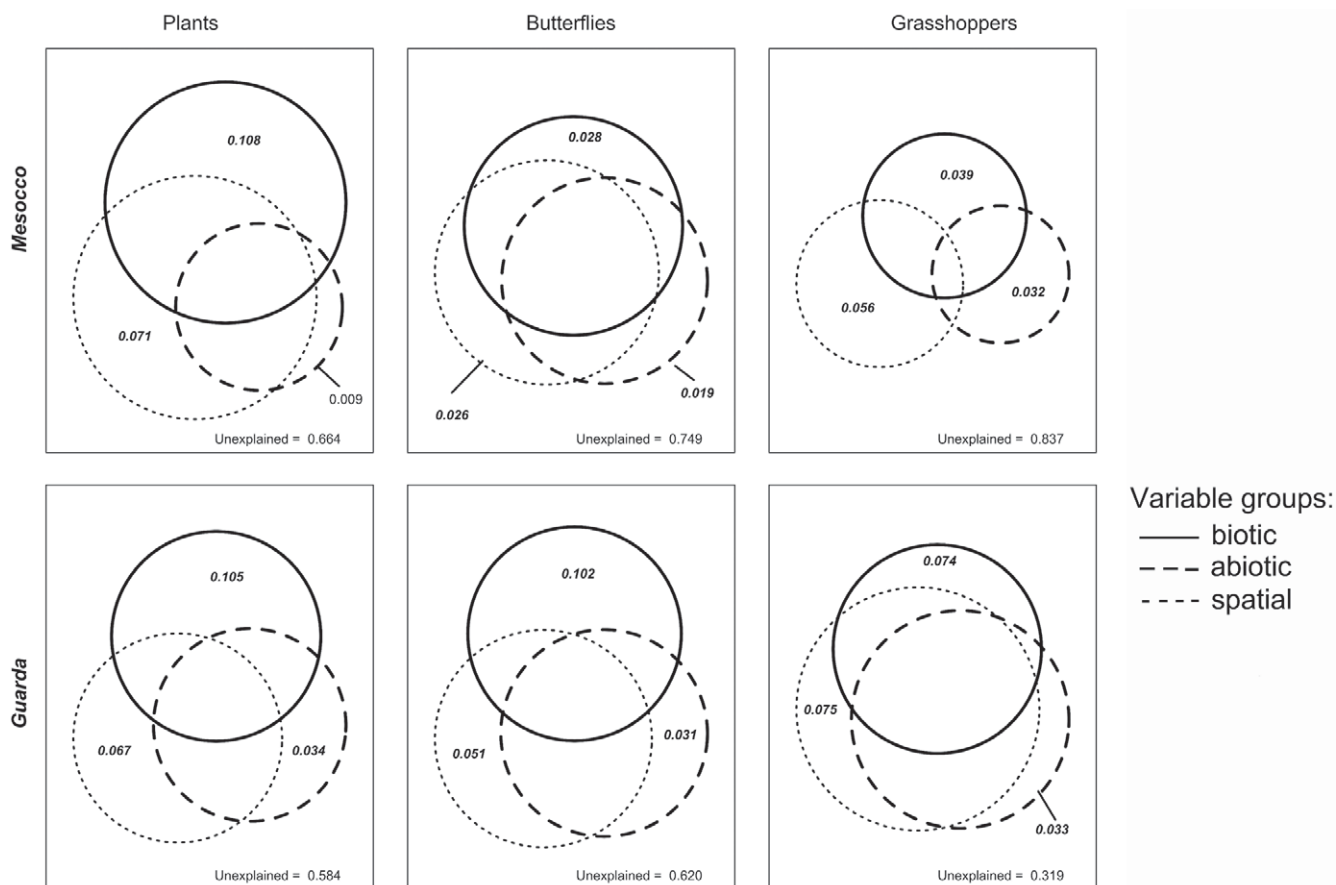 Plants Butterflies Grasshoppers
Mesocco
0.108
0.071
0.009
Unexplained = 0.664
0.028
0.026
0.019
Unexplained = 0.749
0.039
0.056
0.032
Unexplained = 0.837
Guarda
0.105
0.067
0.034
Unexplained = 0.584
0.102
0.051
0.031
Unexplained = 0.620
0.074
0.075
0.033
Unexplained = 0.319
Variable groups:
biotic
abiotic
spatial